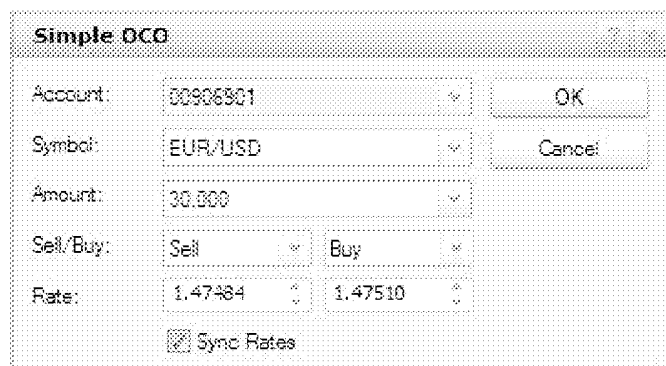 Simple OCO
Account: 00906901 OK
Symbol: EUR/USD Cancel
Amount: 30.000
Sell/Buy: Sell Buy
Rate: 1.47484 1.47510
Sync Rates